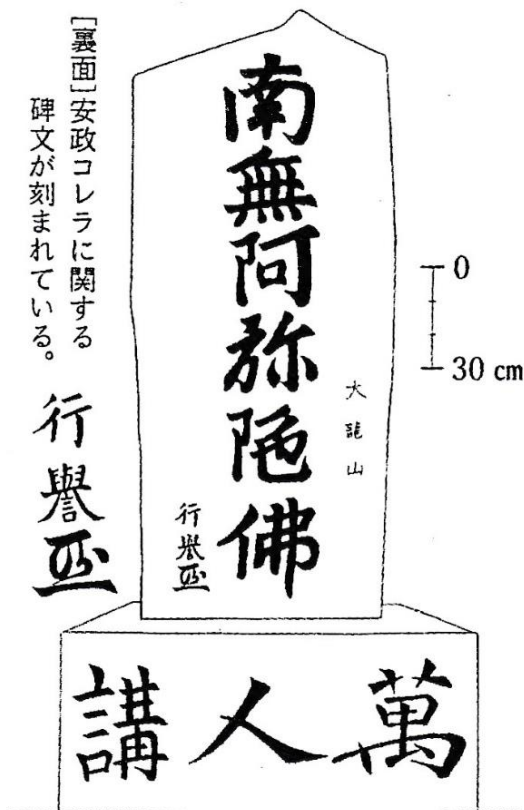 [裏面]安政コレラに関する
碑文が刻まれている。
行誉
南無阿弥陀佛
大龍山
行誉
0
30 cm
萬人講